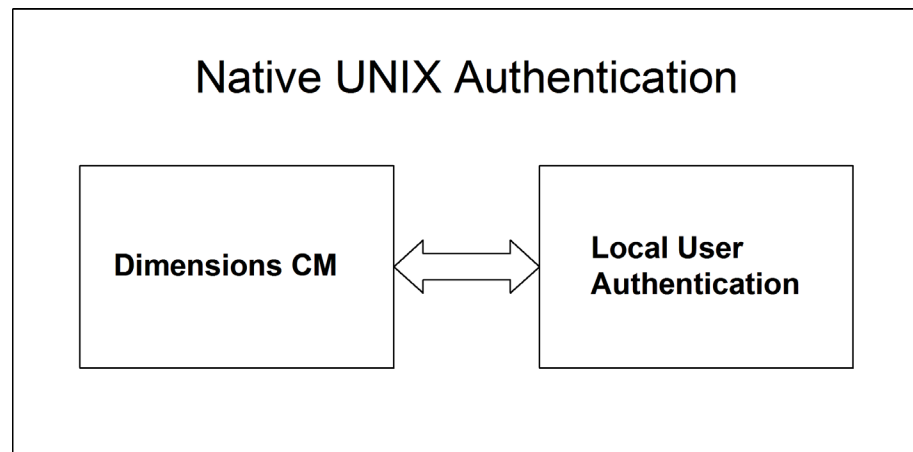 Native UNIX Authentication
Dimensions CM
Local User
Authentication